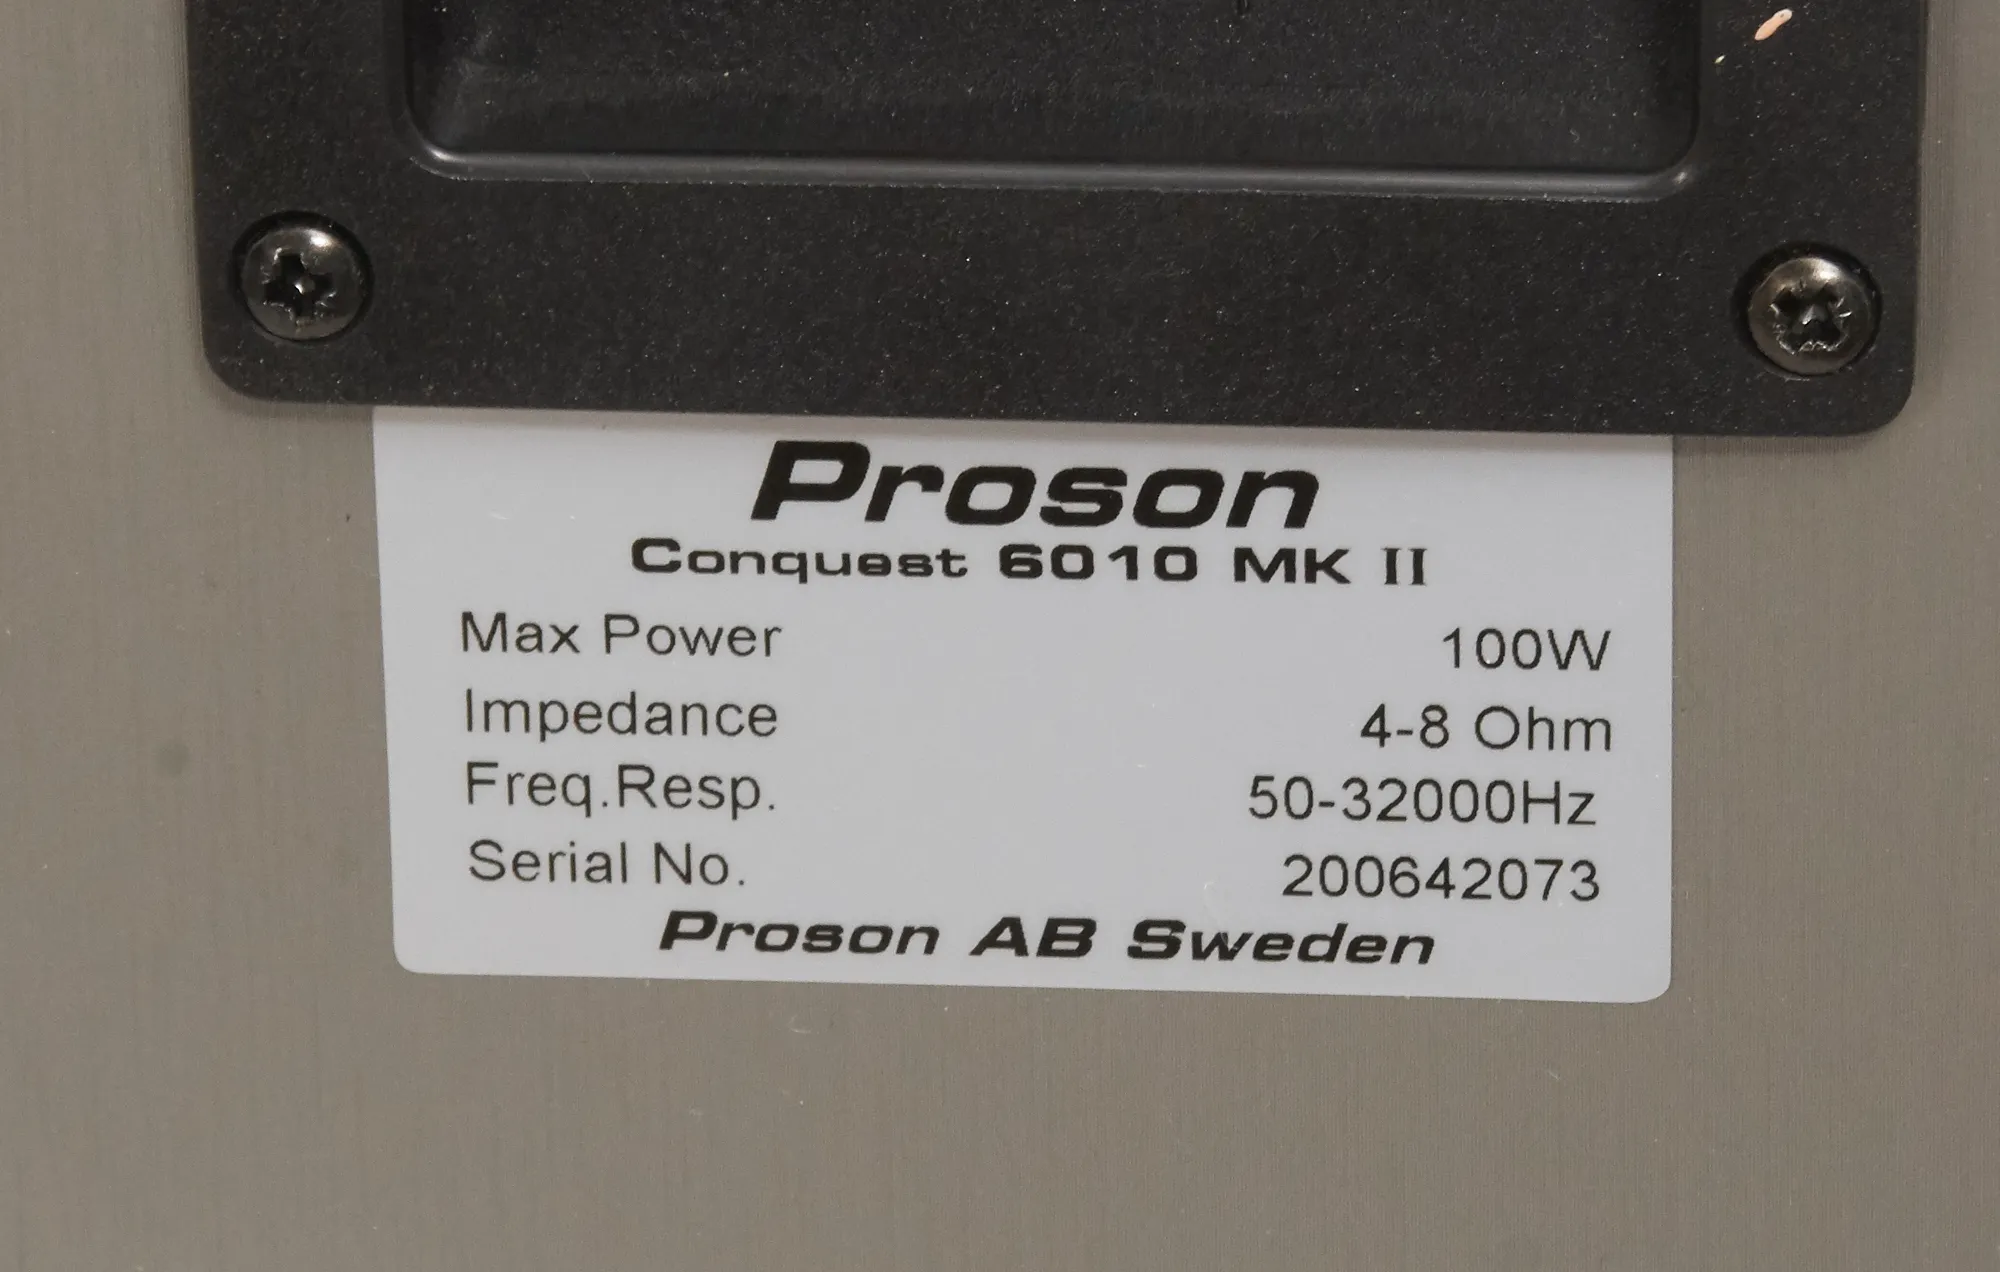 Proson
Conquest 6010 MK II
Max Power 100W
Impedance 4-8 Ohm
Freq.Resp. 50-32000Hz
Serial No. 200642073
Proson AB Sweden